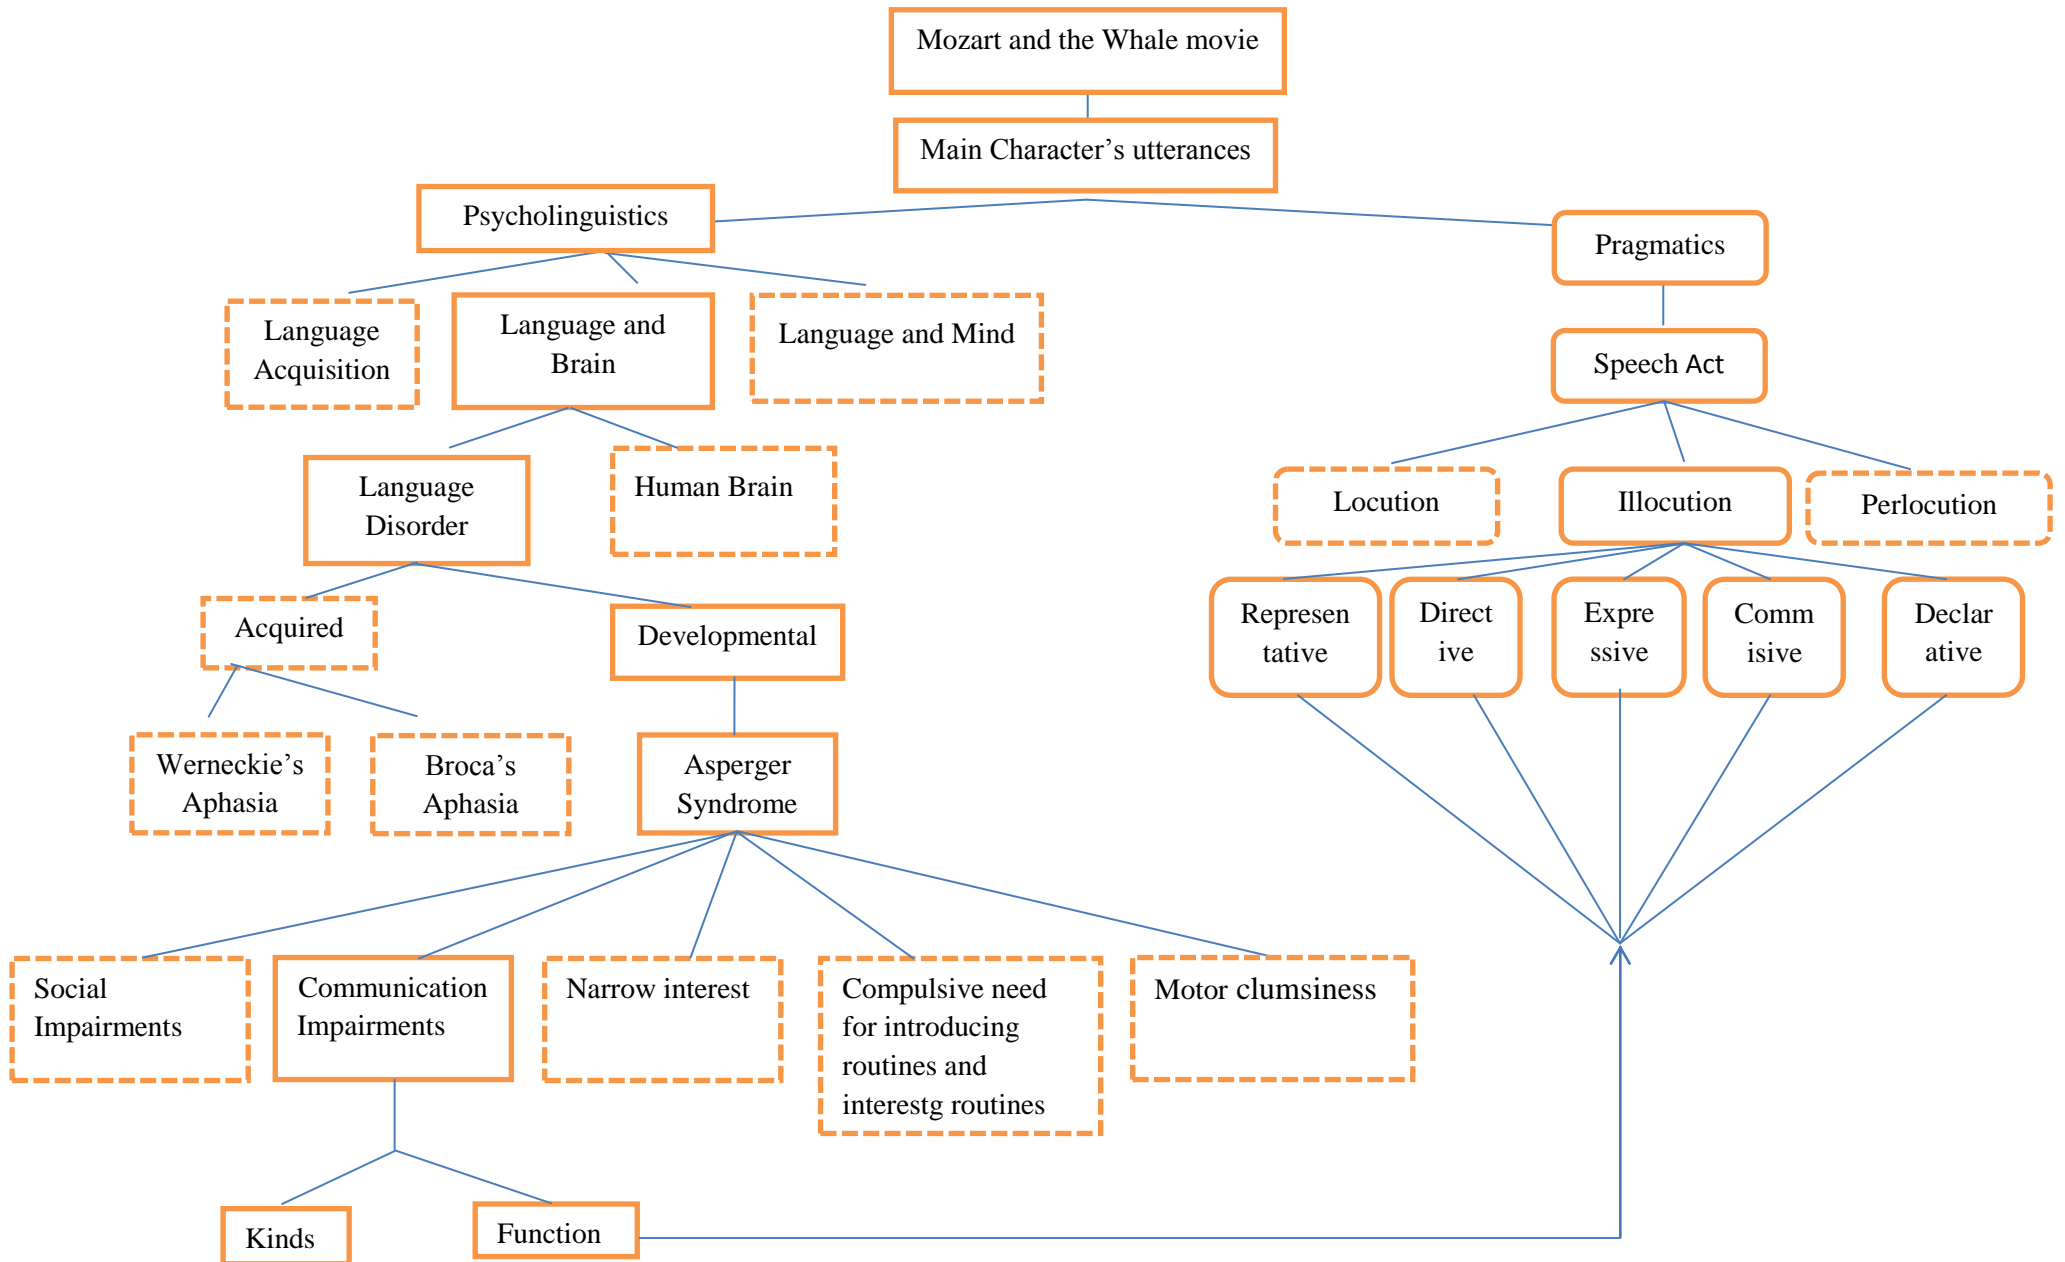 Mozart and the Whale movie
Main Character’s utterances
Psycholinguistics
Pragmatics
Language
Acquisition
Language and
Brain
Language and Mind
Speech Act
Language
Disorder
Human Brain
Locution
Illocution
Perlocution
Acquired
Developmental
Represen
tative
Direct
ive
Expre
ssive
Comm
isive
Declar
ative
Werneckie’s
Aphasia
Broca’s
Aphasia
Asperger
Syndrome
Social
Impairments
Communication
Impairments
Narrow interest
Compulsive need
for introducing
routines and
interestg routines
Motor clumsiness
Kinds
Function